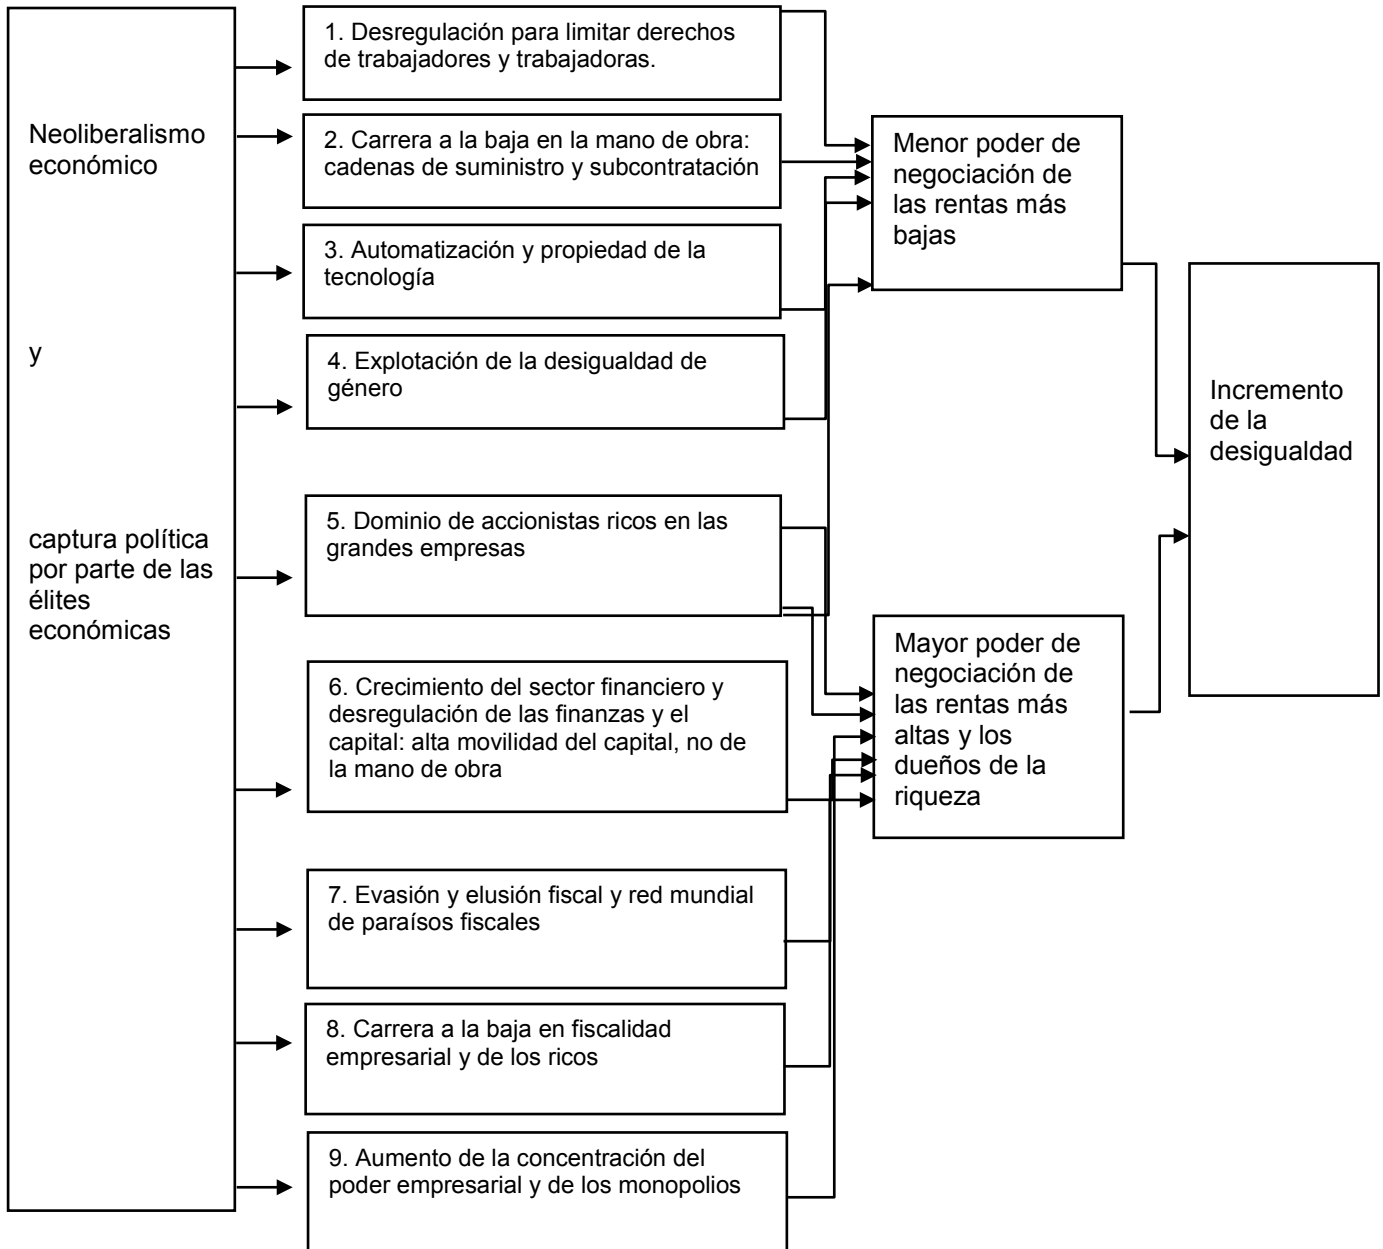 Neoliberalismo
económico
y
captura política
por parte de las
élites
económicas
1. Desregulación para limitar derechos
de trabajadores y trabajadoras.
2. Carrera a la baja en la mano de obra:
cadenas de suministro y subcontratación
3. Automatización y propiedad de la
tecnología
4. Explotación de la desigualdad de
género
5. Dominio de accionistas ricos en las
grandes empresas
6. Crecimiento del sector financiero y
desregulación de las finanzas y el
capital: alta movilidad del capital, no de
la mano de obra
7. Evasión y elusión fiscal y red mundial
de paraísos fiscales
8. Carrera a la baja en fiscalidad
empresarial y de los ricos
9. Aumento de la concentración del
poder empresarial y de los monopolios
Menor poder de
negociación de
las rentas más
bajas
Mayor poder de
negociación de
las rentas más
altas y los
dueños de la
riqueza
Incremento
de la
desigualdad